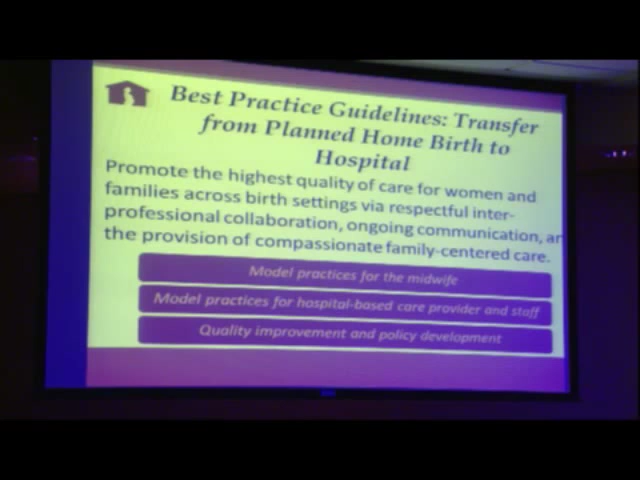 Best Practice Guidelines: Transfer
from Planned Home Birth to
Hospital
Promote the highest quality of care for women and
families across birth settings via respectful inter-
professional collaboration, ongoing communication, an
the provision of compassionate family-centered care.
Model practices for the midwife
Model practices for hospital-based care provider and staff
Quality improvement and policy development